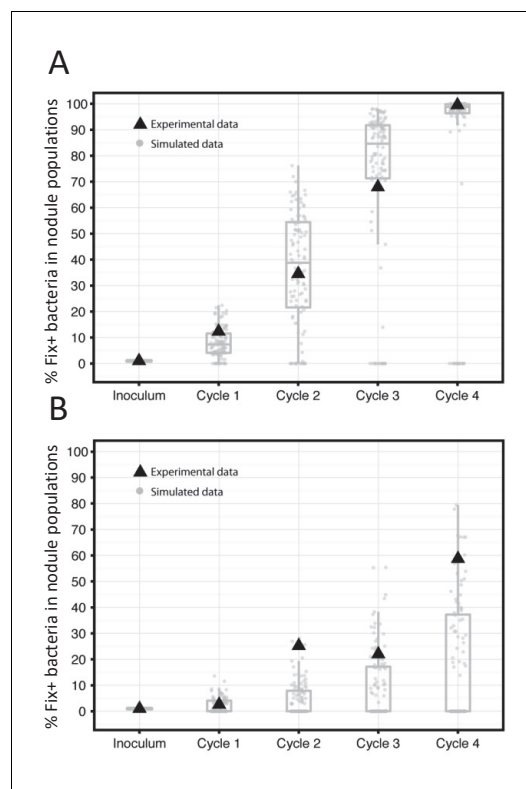 A
% Fix+ bacteria in nodule populations
100
90
80
70
60
50
40
30
20
10
0
Experimental data
Simulated data
Inoculum Cycle 1 Cycle 2 Cycle 3 Cycle 4
B
% Fix+ bacteria in nodule populations
100
90
80
70
60
50
40
30
20
10
0
Experimental data
Simulated data
Inoculum Cycle 1 Cycle 2 Cycle 3 Cycle 4